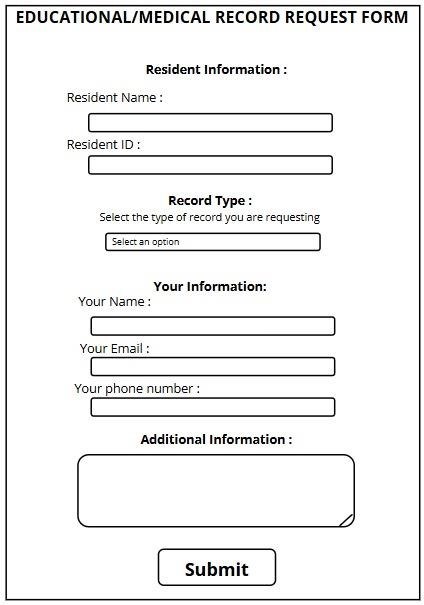 EDUCATIONAL/MEDICAL RECORD REQUEST FORM
Resident Information :
Resident Name :
Resident ID :
Record Type :
Select the type of record you are requesting
Select an option
Your Information:
Your Name :
Your Email :
Your phone number :
Additional Information :
Submit